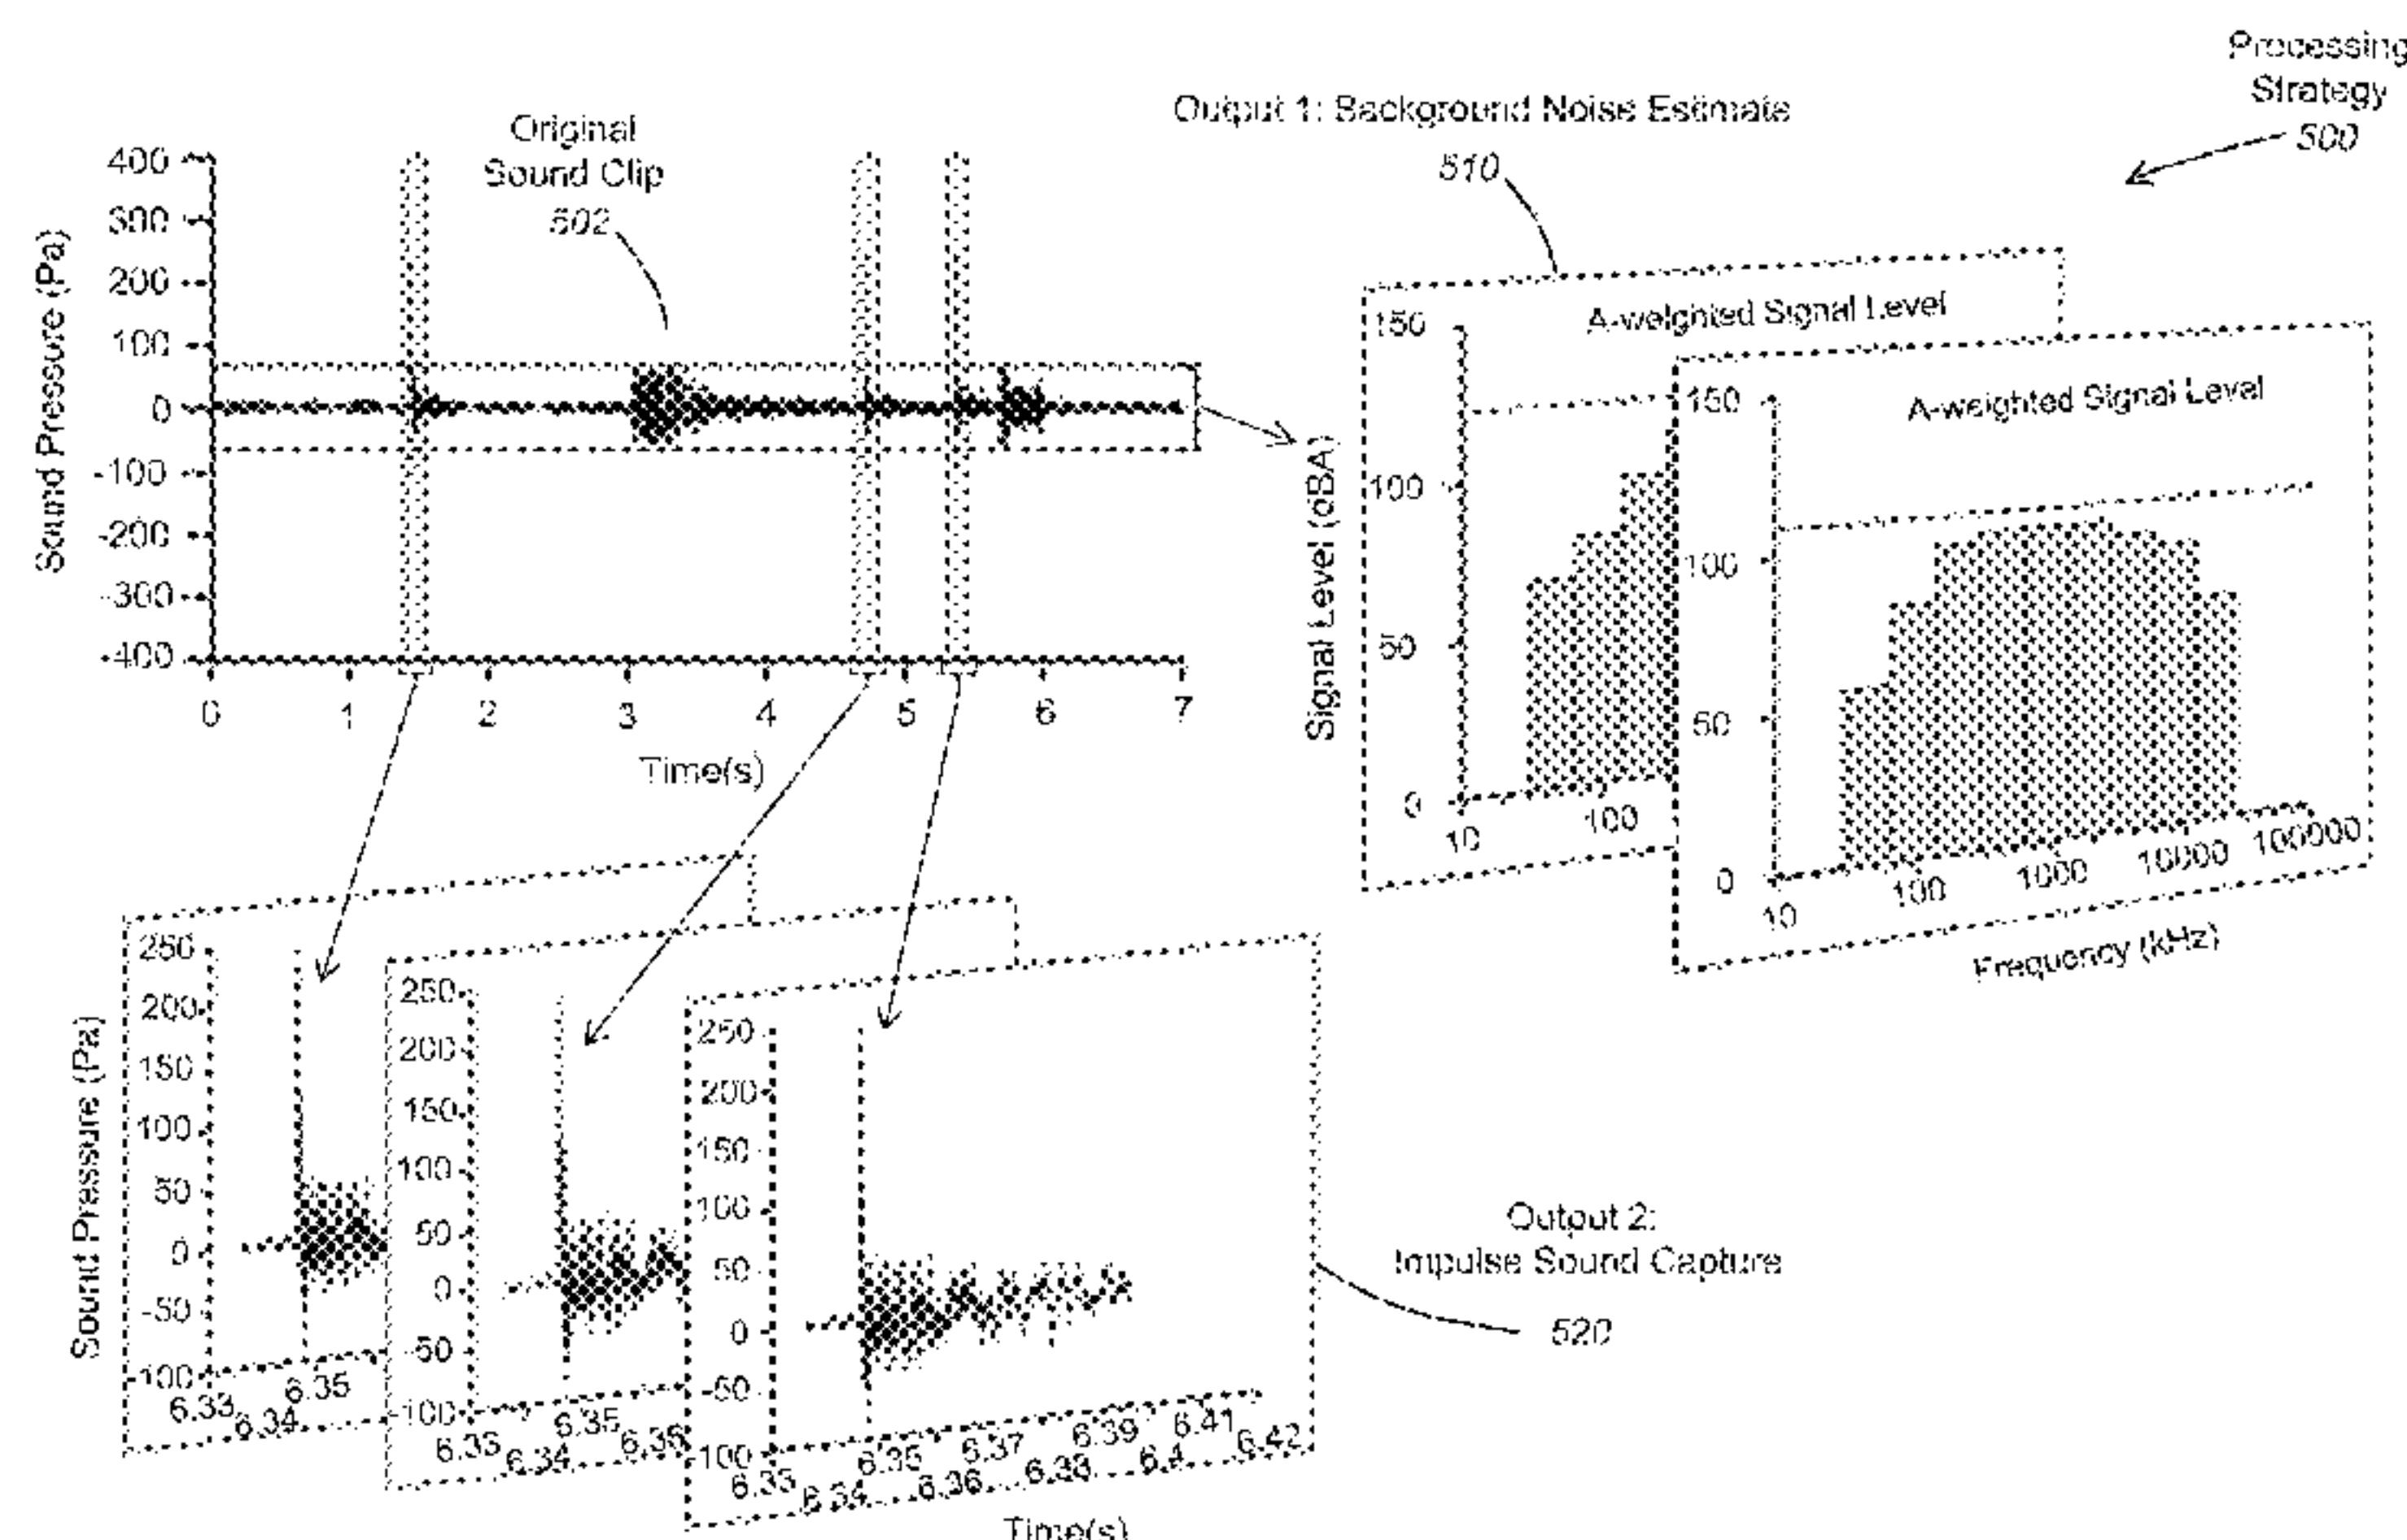 Processing
Strategy
500
Output 1: Background Noise Estimate
510
Original
Sound Clip
502
400
300
200
100
0
-100
-200
-300
-400
Sound Pressure (Pa)
0 1 2 3 4 5 6 7
Time(s)
A-weighted Signal Level
150
100
50
0
10 100
Signal Level (dBA)
A-weighted Signal Level
150
100
50
0
10 100 1000 10000 100000
Frequency (kHz)
Sound Pressure (Pa)
250
200
150
100
50
0
-50
-100
6.33 6.34 6.35
250
200
150
100
50
0
-50
-100
6.33 6.34 6.35 6.36
250
200
150
100
50
0
-50
-100
6.33 6.34 6.35 6.36 6.37 6.38 6.39 6.4 6.41 6.42
Time(s)
Output 2:
Impulse Sound Capture
520